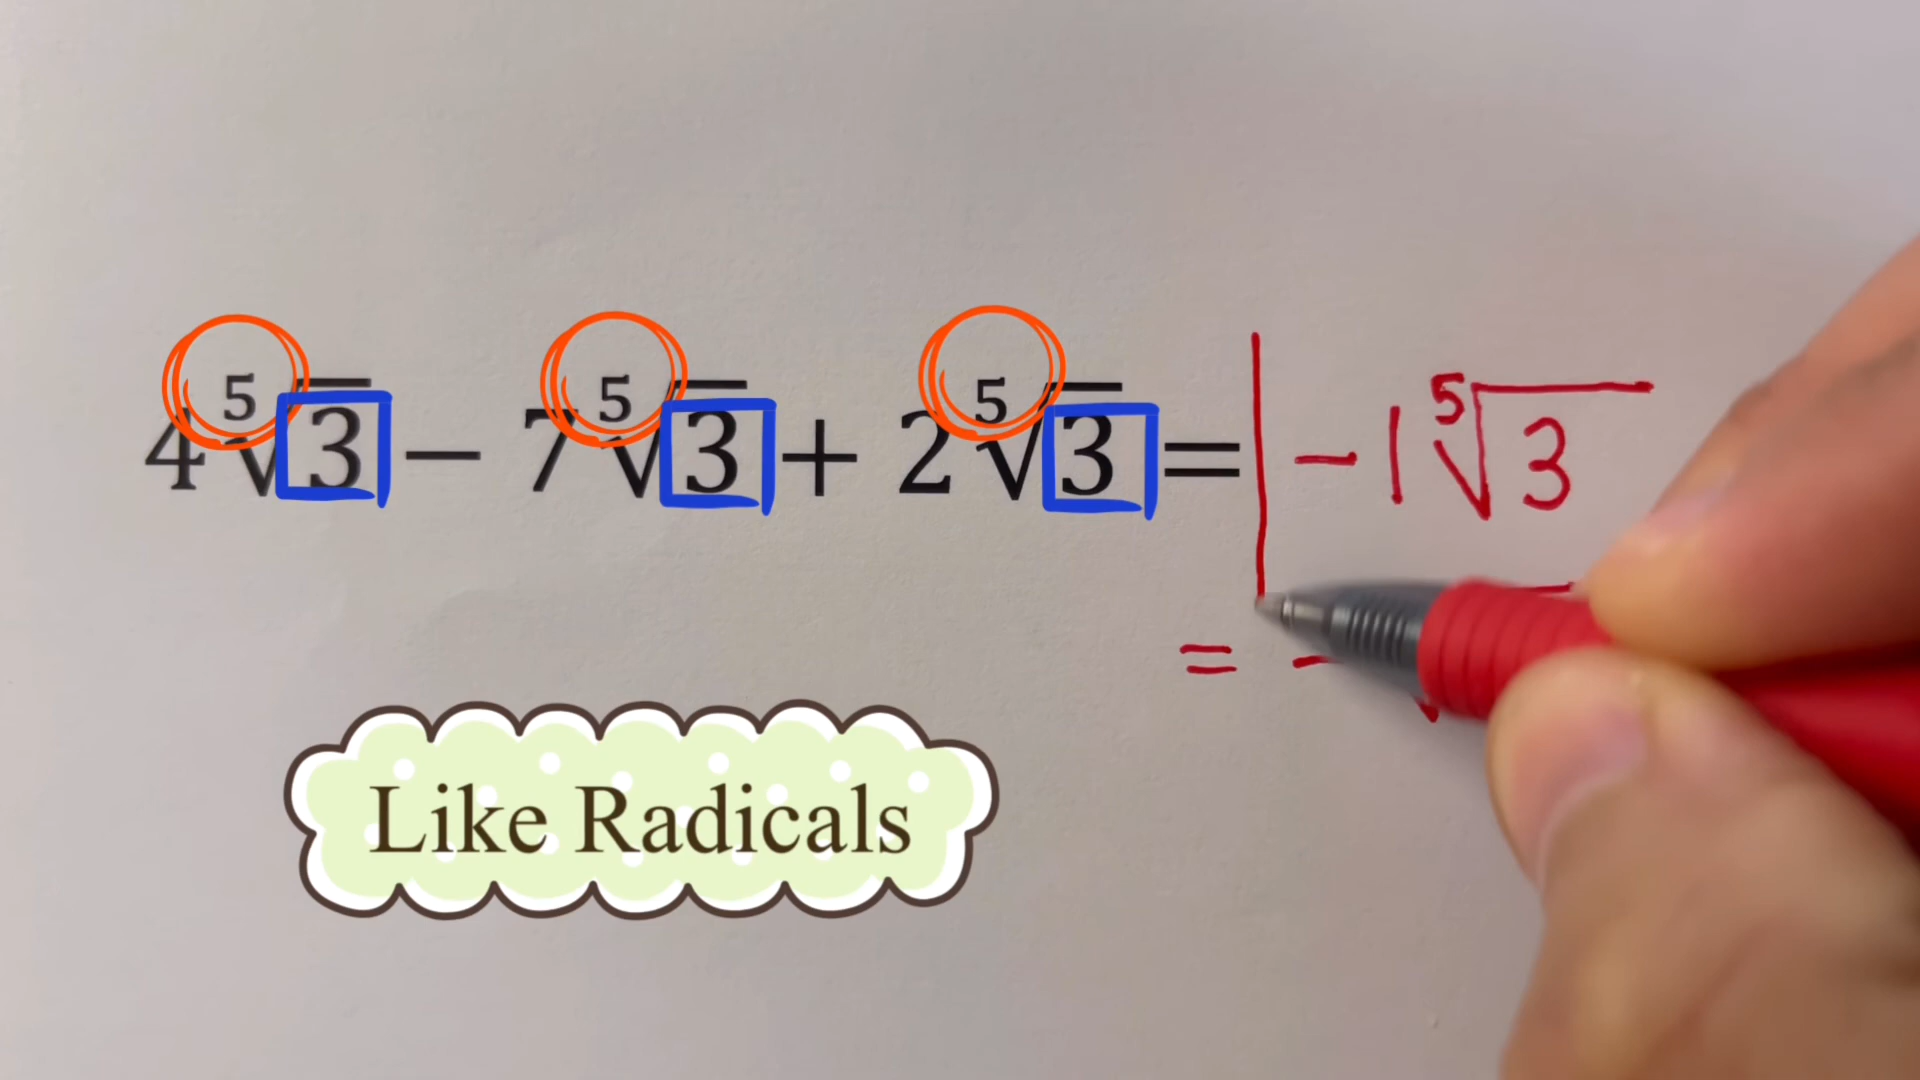 4⁵√3 − 7⁵√3 + 2⁵√3 = −1⁵√3
= −
Like Radicals